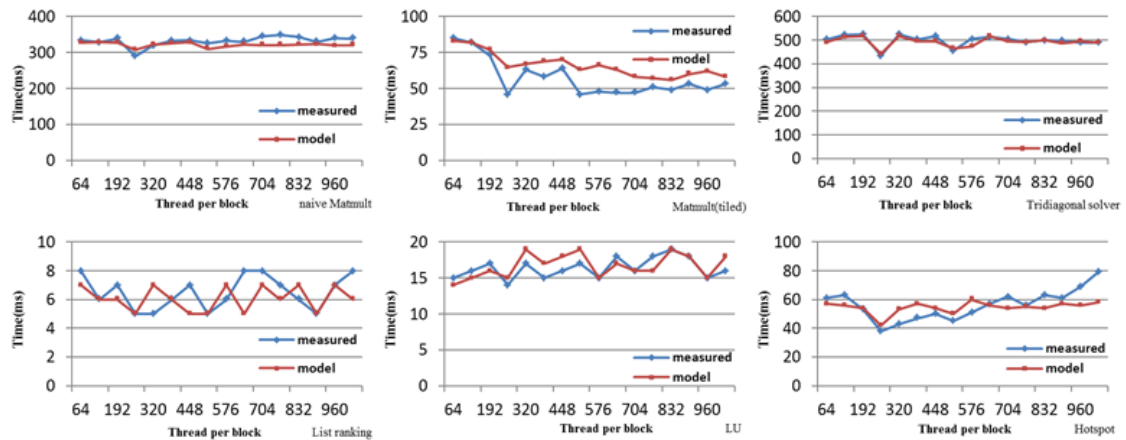 400
300
200
100
0
Time(ms)
measured
model
64 192 320 448 576 704 832 960
Thread per block
naive Matmult
100
75
50
25
0
Time(ms)
measured
model
64 192 320 448 576 704 832 960
Thread per block
Matmult(tiled)
600
500
400
300
200
100
0
Time(ms)
measured
model
64 192 320 448 576 704 832 960
Thread per block
Tridiagonal solver
10
8
6
4
2
0
Time(ms)
measured
model
64 192 320 448 576 704 832 960
Thread per block
List ranking
20
15
10
5
0
Time(ms)
measured
model
64 192 320 448 576 704 832 960
Thread per block
LU
100
80
60
40
20
0
Time(ms)
measured
model
64 192 320 448 576 704 832 960
Thread per block
Hotspot